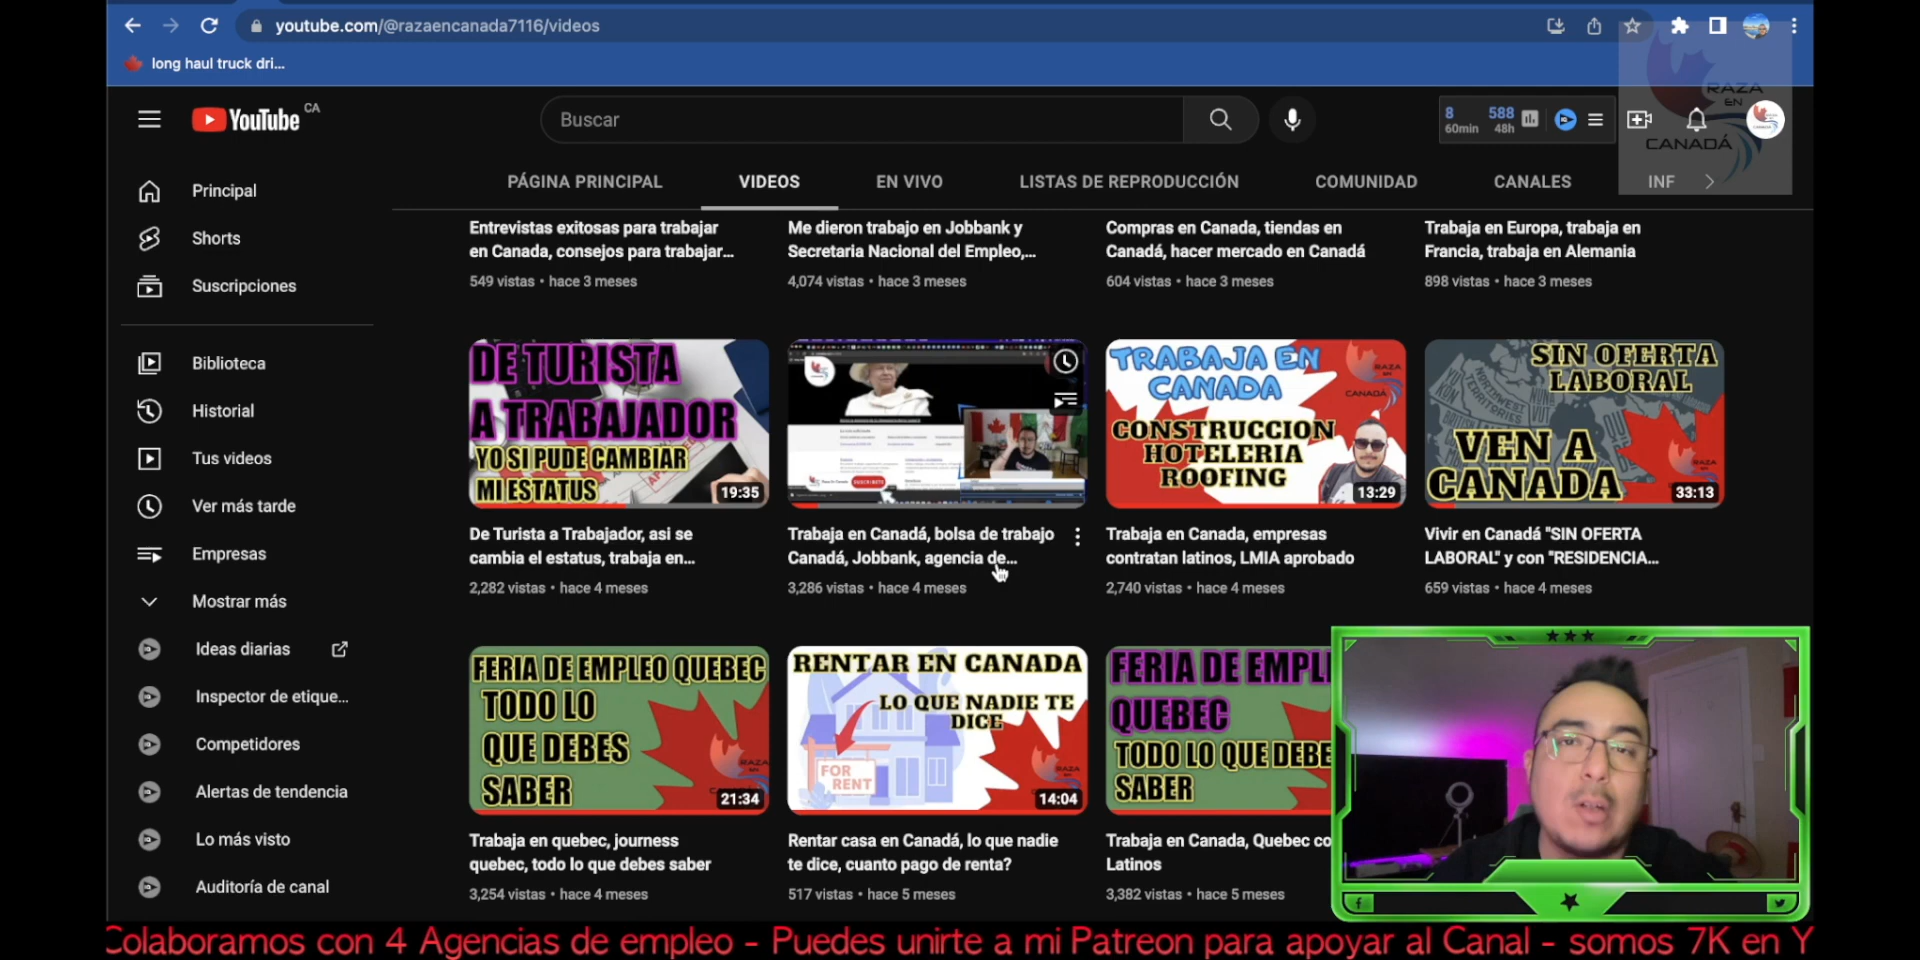 youtube.com/@razaencanada7116/videos
long haul truck dri...
YouTube CA
Buscar
8 588
60min 48h
RAZA
EN
CANADÁ
PÁGINA PRINCIPAL VIDEOS EN VIVO LISTAS DE REPRODUCCIÓN COMUNIDAD CANALES INF
Principal
Shorts
Suscripciones
Biblioteca
Historial
Tus videos
Ver más tarde
Empresas
Mostrar más
Ideas diarias
Inspector de etique...
Competidores
Alertas de tendencia
Lo más visto
Auditoría de canal
Entrevistas exitosas para trabajar
en Canada, consejos para trabajar...
549 vistas • hace 3 meses
Me dieron trabajo en Jobbank y
Secretaria Nacional del Empleo,...
4,074 vistas • hace 3 meses
Compras en Canada, tiendas en
Canadá, hacer mercado en Canadá
604 vistas • hace 3 meses
Trabaja en Europa, trabaja en
Francia, trabaja en Alemania
898 vistas • hace 3 meses
DE TURISTA
A TRABAJADOR
YO SI PUDE CAMBIAR
MI ESTATUS
19:35
De Turista a Trabajador, asi se
cambia el estatus, trabaja en...
2,282 vistas • hace 4 meses
Trabaja en Canadá, bolsa de trabajo
Canadá, Jobbank, agencia de...
3,286 vistas • hace 4 meses
TRABAJA EN
CANADA
RAZA
EN
CANADÁ
CONSTRUCCION
HOTELERIA
ROOFING
13:29
Trabaja en Canada, empresas
contratan latinos, LMIA aprobado
2,740 vistas • hace 4 meses
SIN OFERTA
LABORAL
VEN A
CANADA
33:13
Vivir en Canadá "SIN OFERTA
LABORAL" y con "RESIDENCIA...
659 vistas • hace 4 meses
FERIA DE EMPLEO QUEBEC
TODO LO
QUE DEBES
SABER
21:34
Trabaja en quebec, journess
quebec, todo lo que debes saber
3,254 vistas • hace 4 meses
RENTAR EN CANADA
LO QUE NADIE TE
DICE
FOR
RENT
14:04
Rentar casa en Canadá, lo que nadie
te dice, cuanto pago de renta?
517 vistas • hace 5 meses
FERIA DE EMPL
QUEBEC
TODO LO QUE DEBE
SABER
Trabaja en Canada, Quebec co
Latinos
3,382 vistas • hace 5 meses
Colaboramos con 4 Agencias de empleo - Puedes unirte a mi Patreon para apoyar al Canal - somos 7K en Y